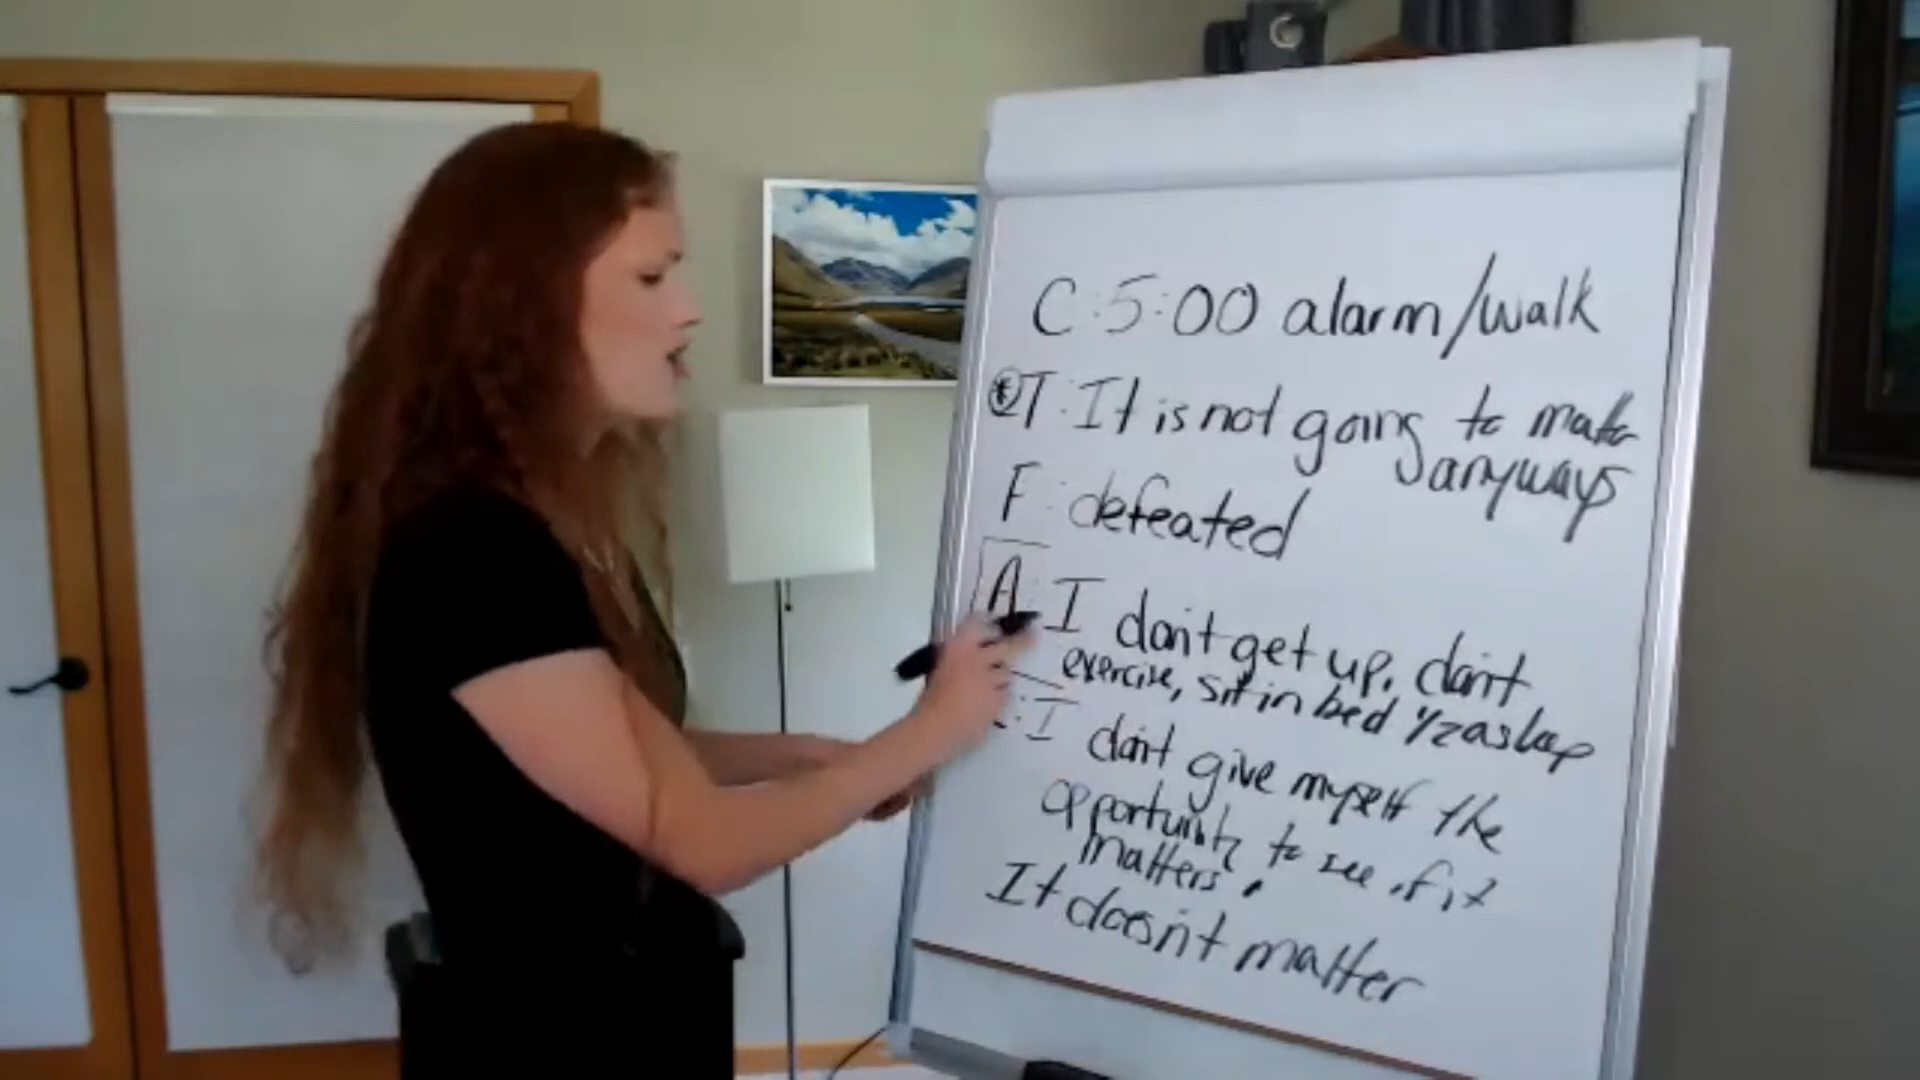 C: 5:00 alarm/walk
* T: It is not going to matter
anyways
F: defeated
A: I don't get up, don't
exercise, sit in bed 1/2 asleep
: I don't give myself the
opportunity to see if it
matters.
It doesn't matter